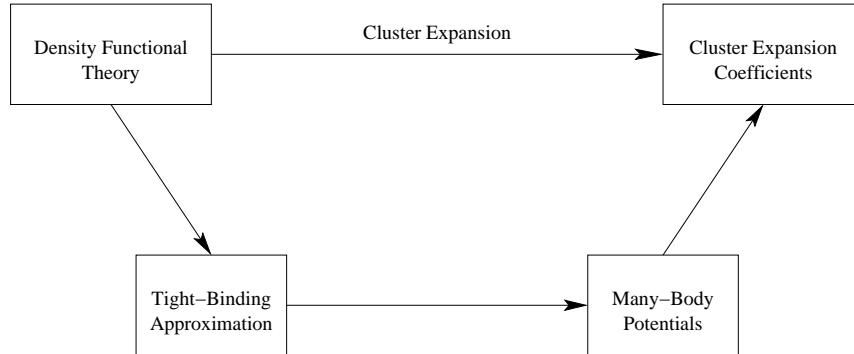 Density Functional
Theory
Cluster Expansion
Cluster Expansion
Coefficients
Tight−Binding
Approximation
Many−Body
Potentials